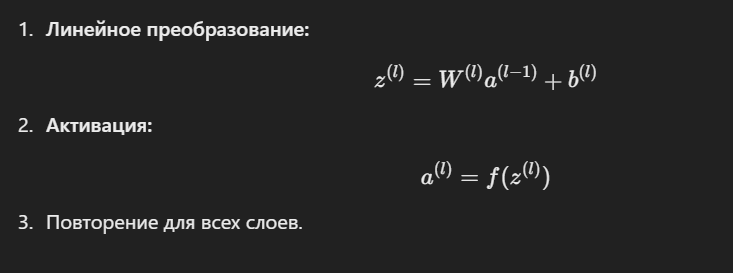 1. Линейное преобразование:
z^{(l)} = W^{(l)}a^{(l−1)} + b^{(l)}
2. Активация:
a^{(l)} = f(z^{(l)})
3. Повторение для всех слоев.